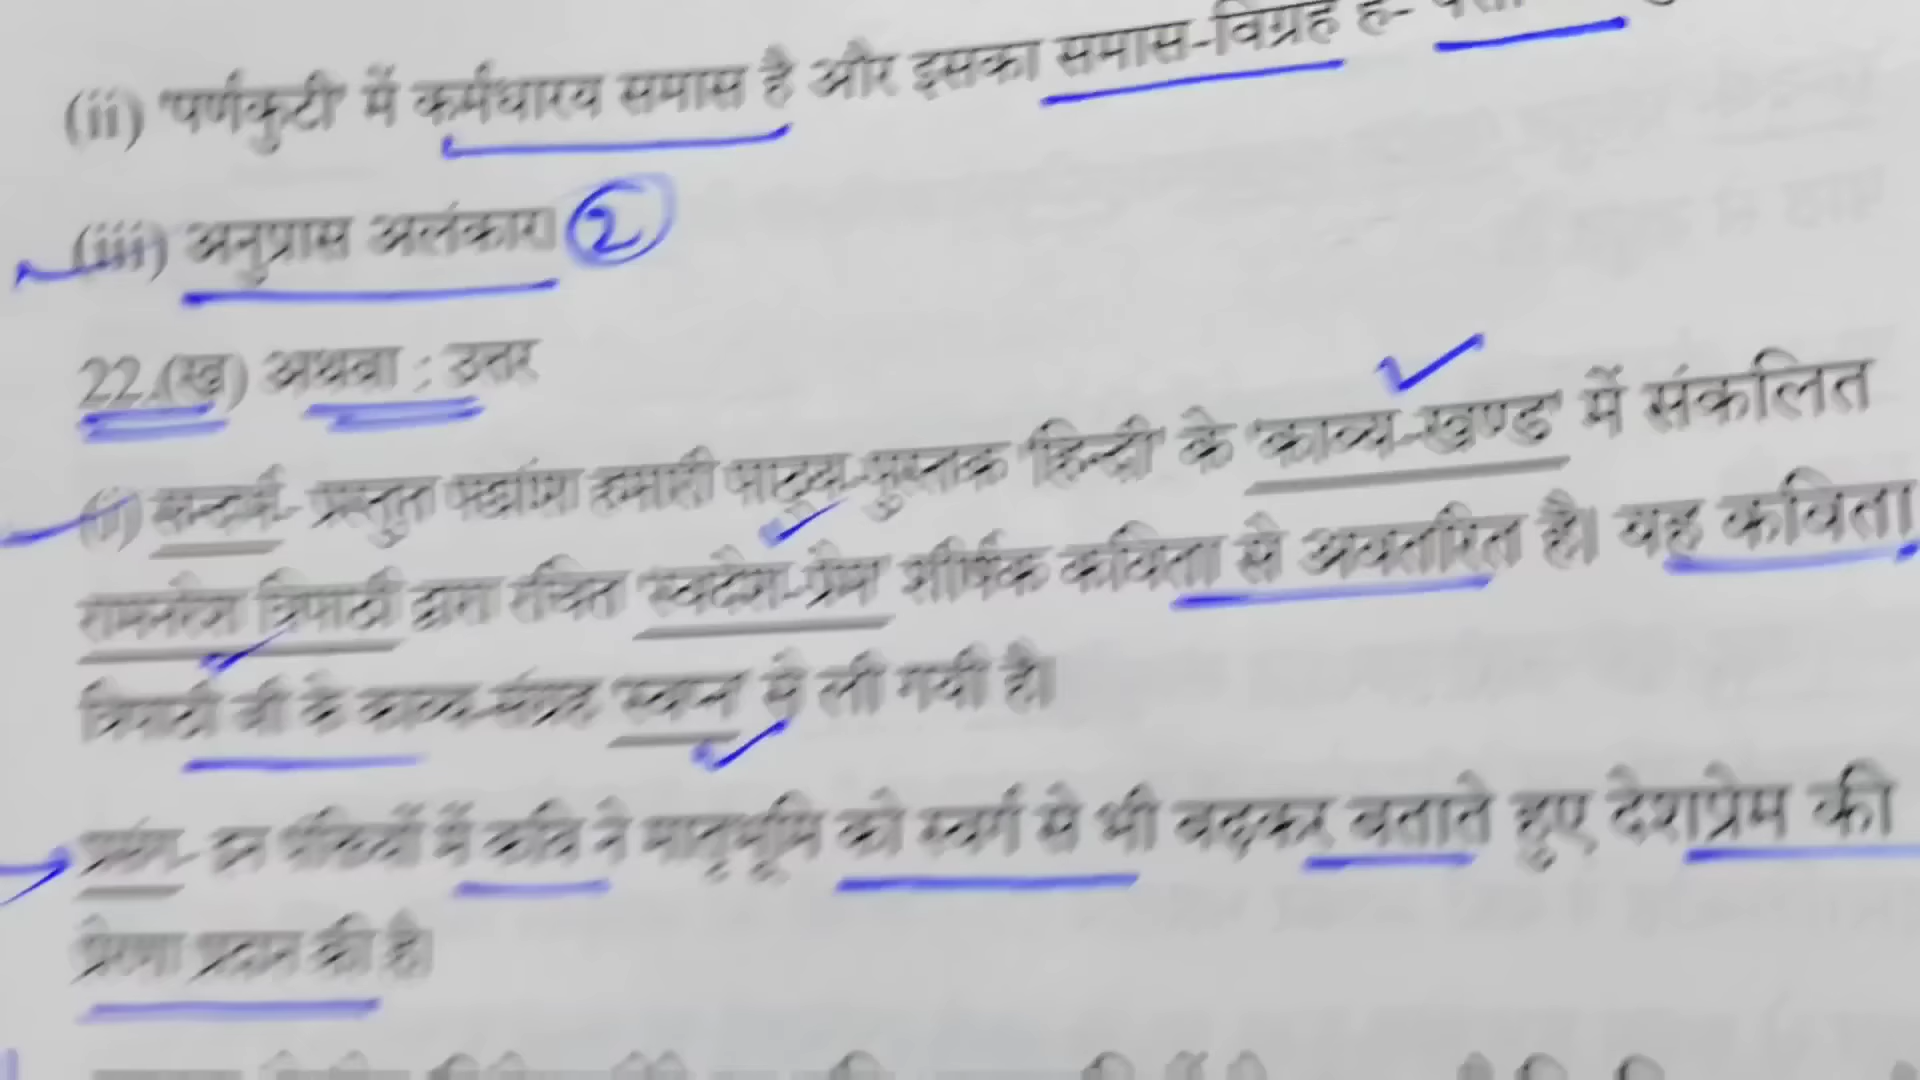 (ii) 'पर्णकुटी' में कर्मधारय समास है और इसका समास-विग्रह है-
(iii) अनुप्रास अलंकार। 2
22.(ख) अथवा : उत्तर
(i) सन्दर्भ- प्रस्तुत पद्यांश हमारी पाठ्य-पुस्तक 'हिन्दी' के 'काव्य-खण्ड' में संकलित
रामनरेश त्रिपाठी द्वारा रचित 'स्वदेश-प्रेम' शीर्षक कविता से अवतरित है। यह कविता
त्रिपाठी जी के काव्य-संग्रह 'स्वप्न' से ली गयी है।
प्रसंग- इन पंक्तियों में कवि ने मातृभूमि को स्वर्ग से भी बढ़कर बताते हुए देशप्रेम की
प्रेरणा प्रदान की है।